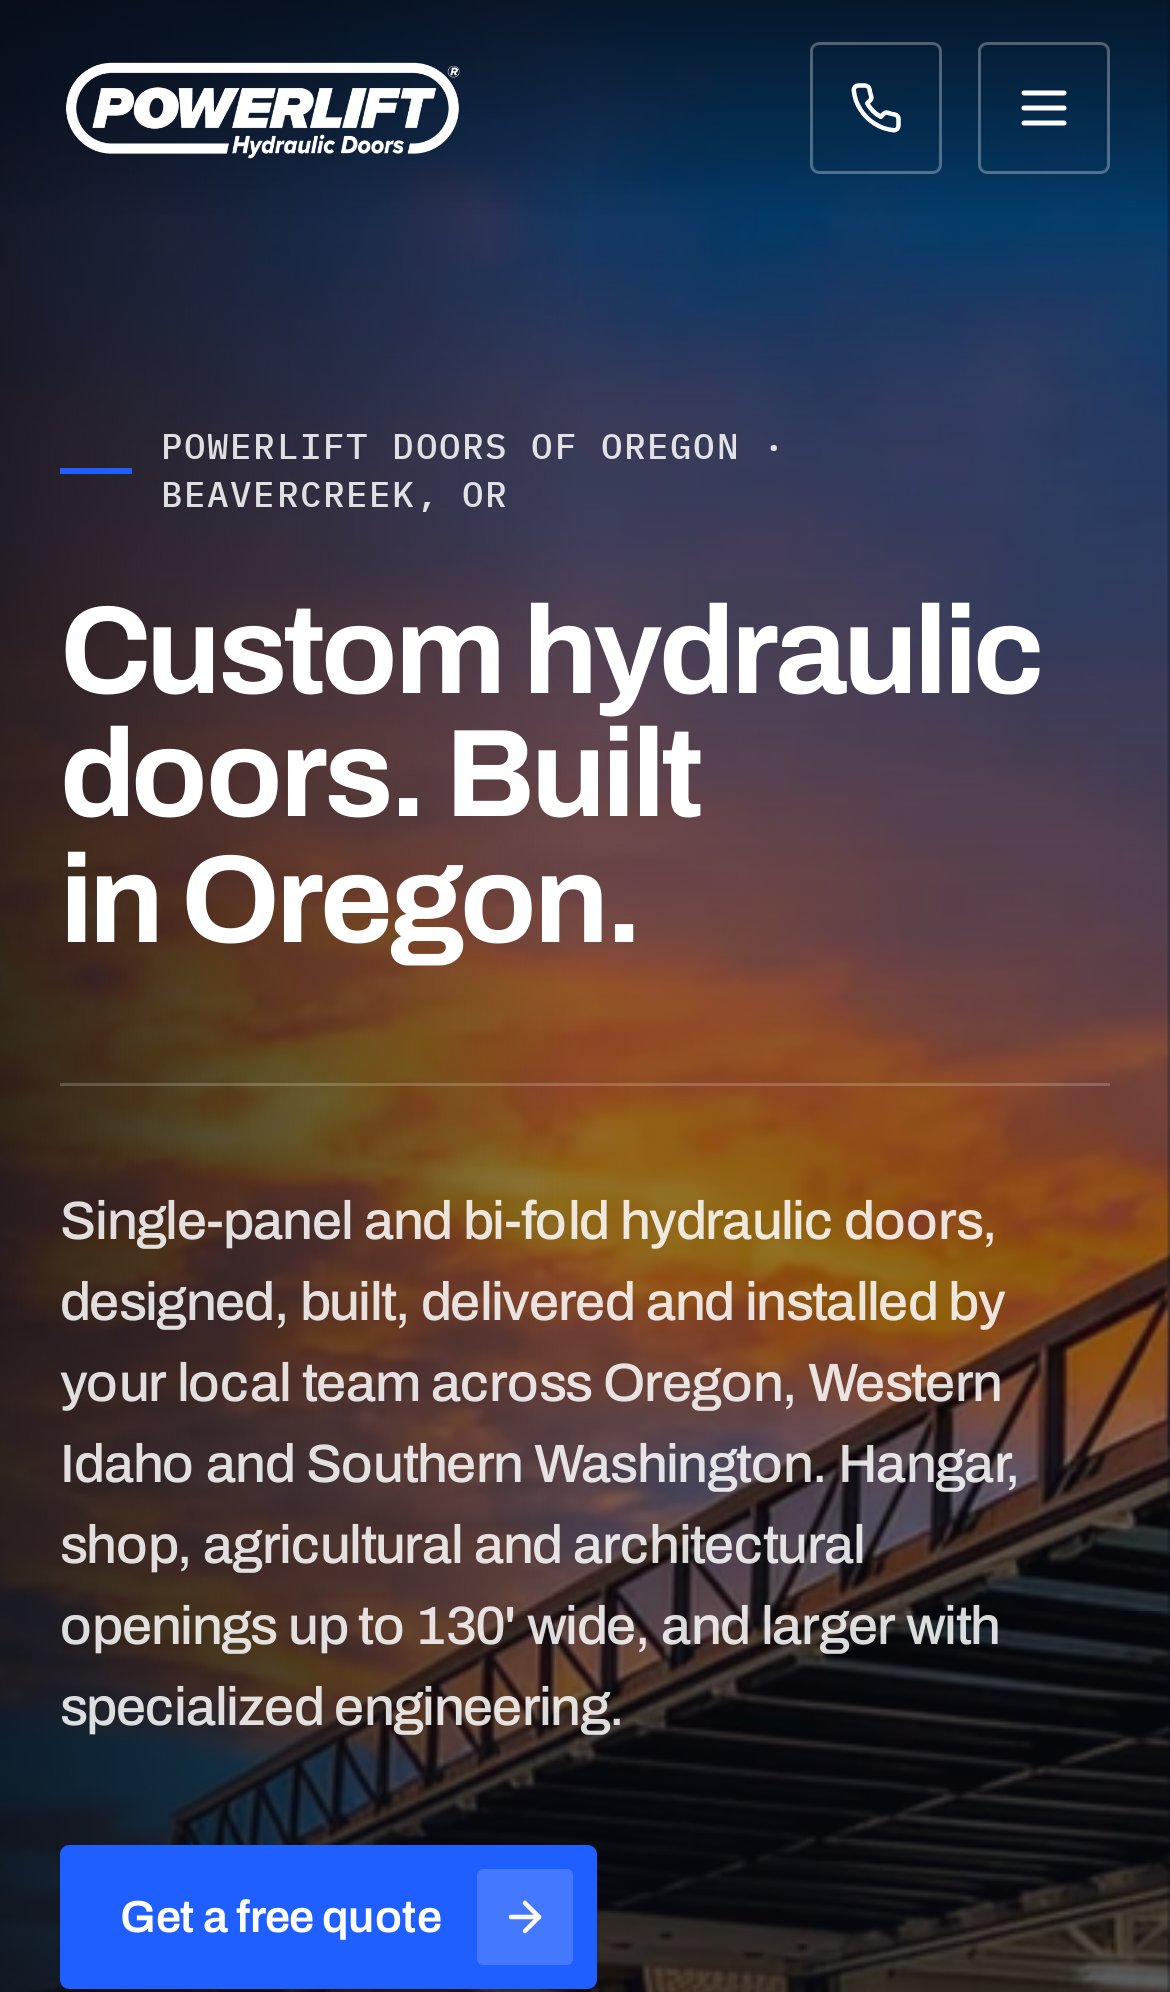 POWERLIFT®
Hydraulic Doors
POWERLIFT DOORS OF OREGON ·
BEAVERCREEK, OR
Custom hydraulic
doors. Built
in Oregon.
Single-panel and bi-fold hydraulic doors,
designed, built, delivered and installed by
your local team across Oregon, Western
Idaho and Southern Washington. Hangar,
shop, agricultural and architectural
openings up to 130' wide, and larger with
specialized engineering.
Get a free quote